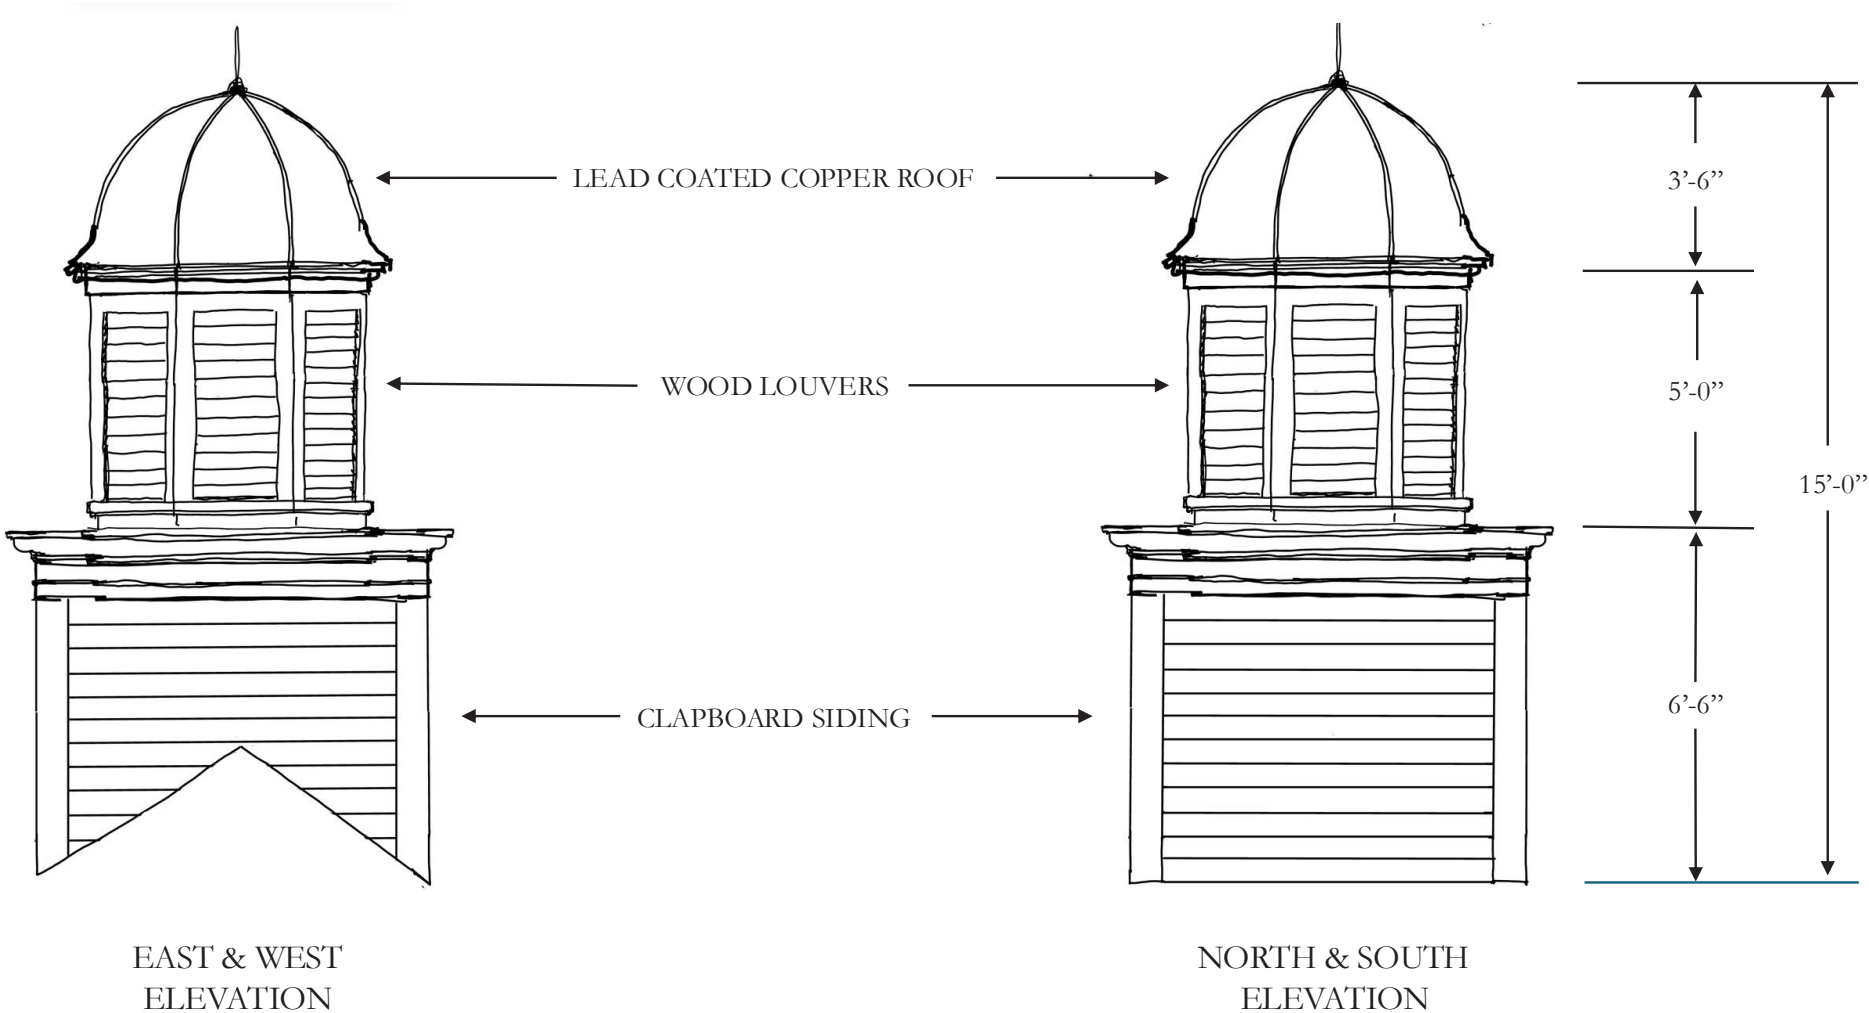 LEAD COATED COPPER ROOF
3’-6”
WOOD LOUVERS
5’-0”
15’-0”
CLAPBOARD SIDING
6’-6”
EAST & WEST
ELEVATION
NORTH & SOUTH
ELEVATION